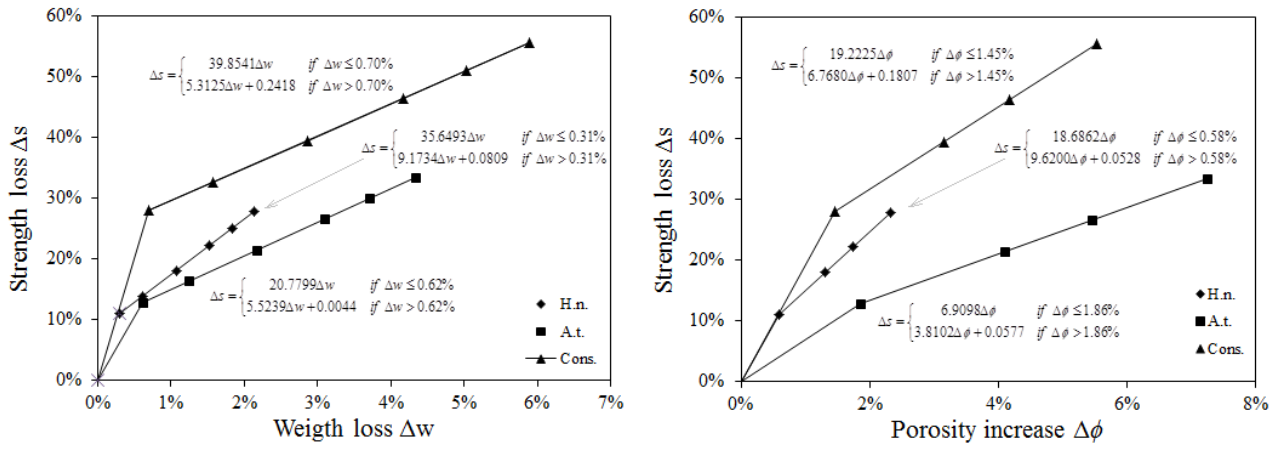 60%
50%
40%
30%
20%
10%
0%
Strength loss Δs
Δs = { 39.8541Δw if Δw ≤ 0.70%
5.3125Δw + 0.2418 if Δw > 0.70%
Δs = { 35.6493Δw if Δw ≤ 0.31%
9.1734Δw + 0.0809 if Δw > 0.31%
Δs = { 20.7799Δw if Δw ≤ 0.62%
5.5239Δw + 0.0044 if Δw > 0.62%
H.n.
A.t.
Cons.
0% 1% 2% 3% 4% 5% 6% 7%
Weigth loss Δw
60%
50%
40%
30%
20%
10%
0%
Strength loss Δs
Δs = { 19.2225Δϕ if Δϕ ≤ 1.45%
6.7680Δϕ + 0.1807 if Δϕ > 1.45%
Δs = { 18.6862Δϕ if Δϕ ≤ 0.58%
9.6200Δϕ + 0.0528 if Δϕ > 0.58%
Δs = { 6.9098Δϕ if Δϕ ≤ 1.86%
3.8102Δϕ + 0.0577 if Δϕ > 1.86%
H.n.
A.t.
Cons.
0% 2% 4% 6% 8%
Porosity increase Δϕ